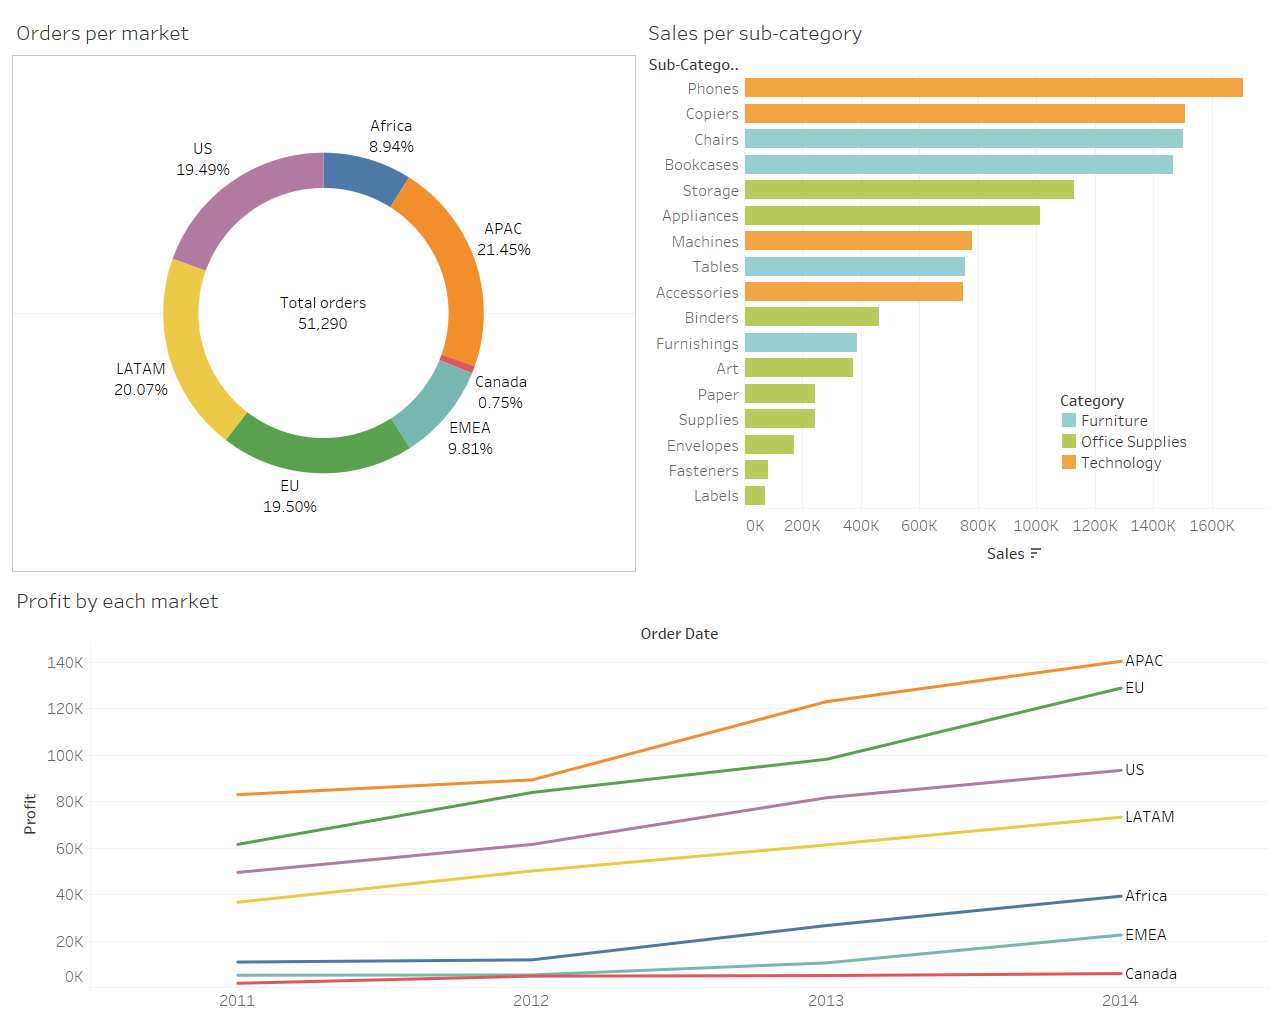 Orders per market
Africa
8.94%
US
19.49%
APAC
21.45%
Total orders
51,290
LATAM
20.07%
Canada
0.75%
EMEA
9.81%
EU
19.50%
Sales per sub-category
Sub-Catego..
Phones
Copiers
Chairs
Bookcases
Storage
Appliances
Machines
Tables
Accessories
Binders
Furnishings
Art
Paper
Supplies
Envelopes
Fasteners
Labels
Category
Furniture
Office Supplies
Technology
0K 200K 400K 600K 800K 1000K 1200K 1400K 1600K
Sales
Profit by each market
Order Date
Profit
140K
120K
100K
80K
60K
40K
20K
0K
APAC
EU
US
LATAM
Africa
EMEA
Canada
2011 2012 2013 2014